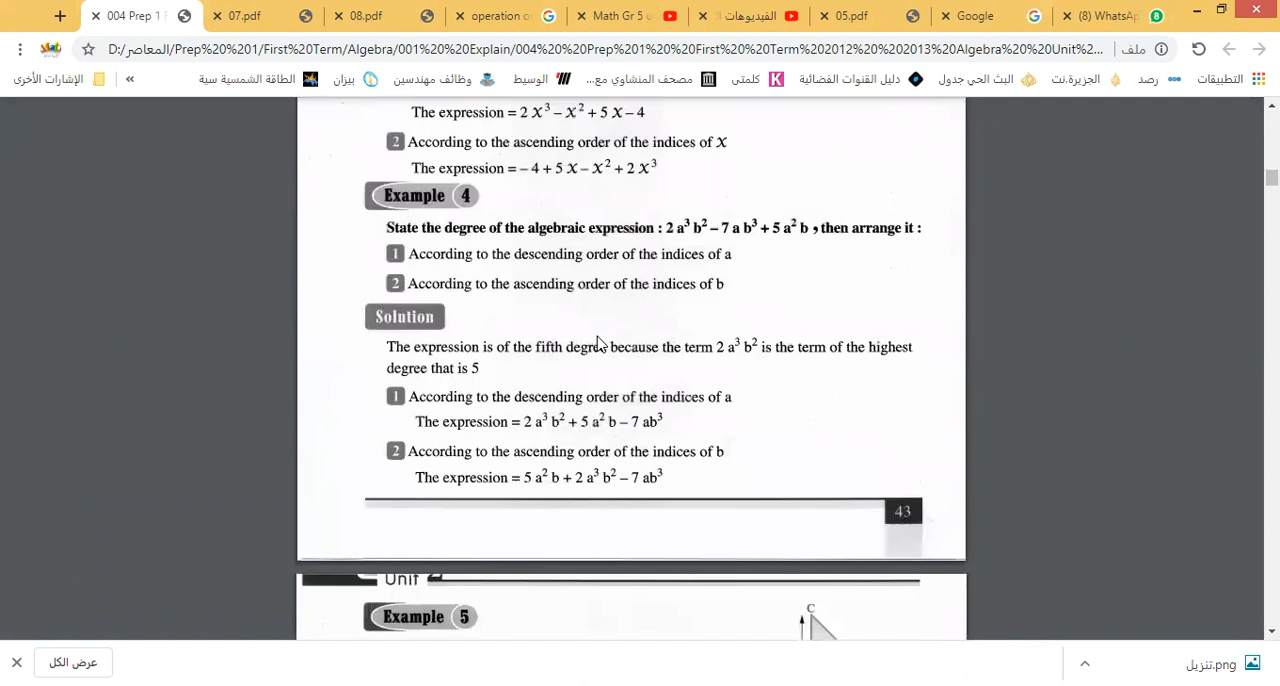 004 Prep 1 F
07.pdf
08.pdf
operation o
Math Gr 5 u
الفيديوهات ال
05.pdf
Google
(8) WhatsAp
8
D:/المعاصر/Prep%20%201/First%20Term/Algebra/001%20%20Explain/004%20%20Prep%201%20%20First%20%20Term%202012%20%202013%20Algebra%20%20Unit%2... ملف
التطبيقات
رصد
الجزيرة.نت
البث الحي جدول
دليل القنوات الفضائية
كلمتى
مصحف المنشاوي مع...
الوسيط
وظائف مهندسين
بيزان
الطاقة الشمسية سية
»
الإشارات الأخرى
The expression = 2 x³ – x² + 5 x – 4
2 According to the ascending order of the indices of x
The expression = – 4 + 5 x – x² + 2 x³
Example 4
State the degree of the algebraic expression : 2 a³ b² – 7 a b³ + 5 a² b , then arrange it :
1 According to the descending order of the indices of a
2 According to the ascending order of the indices of b
Solution
The expression is of the fifth degree because the term 2 a³ b² is the term of the highest
degree that is 5
1 According to the descending order of the indices of a
The expression = 2 a³ b² + 5 a² b – 7 ab³
2 According to the ascending order of the indices of b
The expression = 5 a² b + 2 a³ b² – 7 ab³
43
Unit 2
Example 5
C
عرض الكل
تنزيل.png